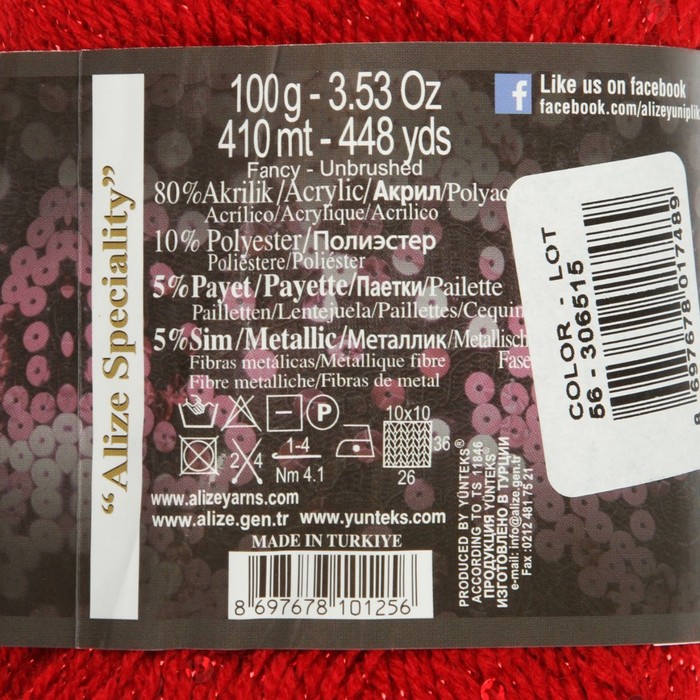 "Alize Speciality"
100g - 3.53 Oz
410 mt - 448 yds
Fancy - Unbrushed
80%Akrilik/Acrylic/Акрил/Polyac
Acrílico/Acrylique/Acrilico
10% Polyester/Полиэстер
Poliéstere/Poliéster
5%Payet/Payette/Паетки/Pailette
Pailletten/Lentejuela/Paillettes/Cequin
5%Sim/Metallic/Металлик/Metallisch
Fibras metálicas/Métallique fibre
Fase
Fibre metalliche/Fibras de metal
P
2 4
1-4
Nm 4.1
10x10
36
26
www.alizeyarns.com
www.alize.gen.tr www.yunteks.com
MADE IN TURKIYE
8 697678 101256
f
Like us on facebook
facebook.com/alizeyuniplik
COLOR - LOT
56 - 306515
8697678 017489
PRODUCED BY YÜNTEKS®
ACCORDING TO TS 11846
ПРОДУКЦИЯ YÜNTEKS®
ИЗГОТОВЛЕНО В ТУРЦИИ
e-mail: info@alize.gen.tr
Fax :0212 481 75 21